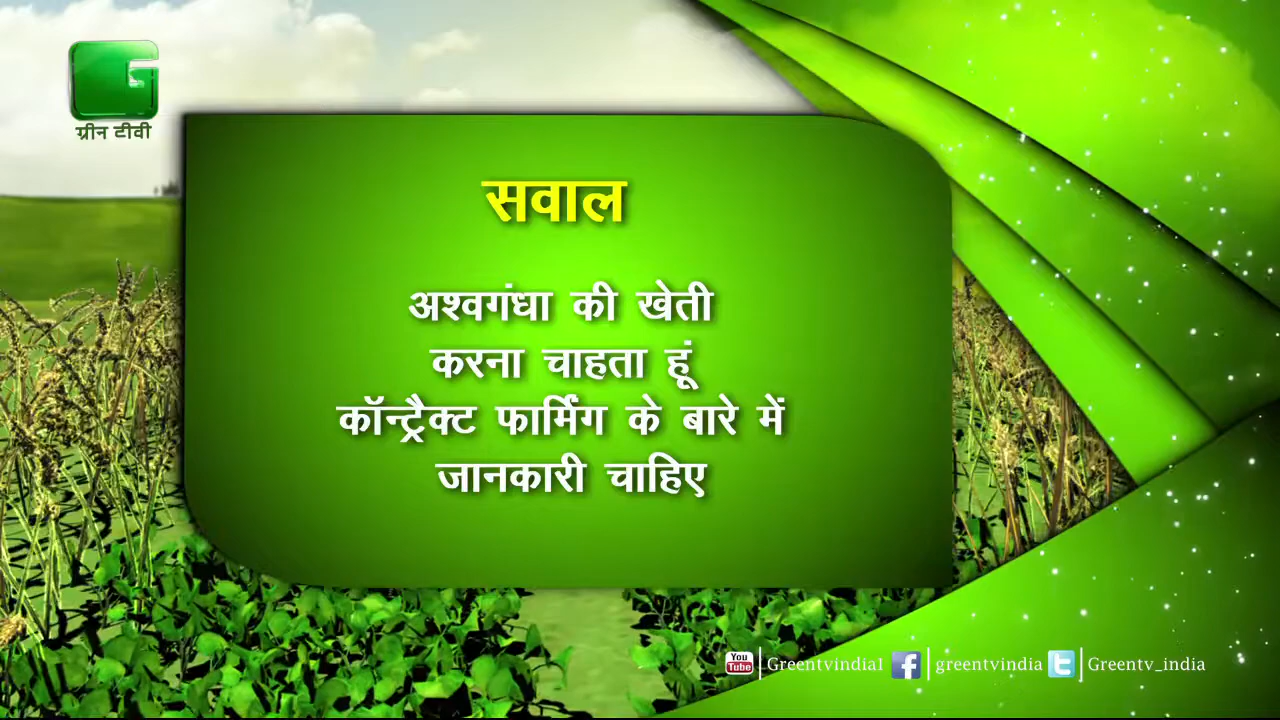 ग्रीन टीवी
सवाल
अश्वगंधा की खेती
करना चाहता हूं
कॉन्ट्रैक्ट फार्मिंग के बारे में
जानकारी चाहिए
You Tube Greentvindia1 f greentvindia t Greentv_india